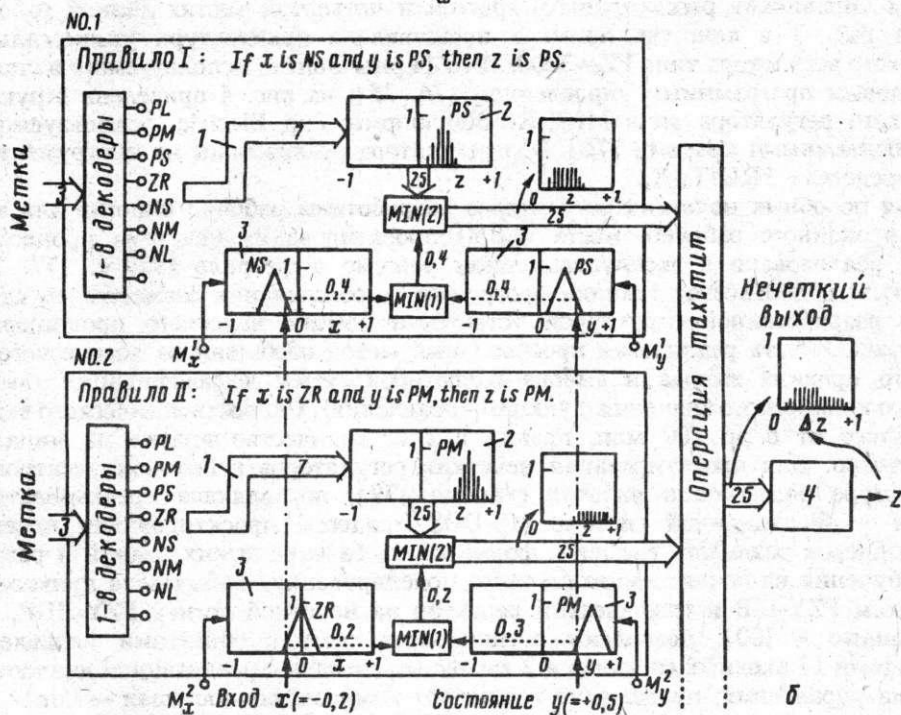 NO.1
Правило I: If x is NS and y is PS, then z is PS.
Метка
3
1-8 декодеры
PL
PM
PS
ZR
NS
NM
NL
1
7
1
PS
2
-1
z
+1
25
MIN(2)
0
z
+1
25
3
NS
1
0,4
0,4
0,4
3
1
PS
-1
0
x
+1
MIN(1)
-1
0
y
+1
M¹x
M¹y
NO.2
Правило II: If x is ZR and y is PM, then z is PM.
Метка
3
1-8 декодеры
PL
PM
PS
ZR
NS
NM
NL
1
7
1
PM
2
-1
z
+1
25
MIN(2)
0
z
+1
25
3
ZR
0,2
0,2
0,3
1
PM
3
-1
0
x
+1
MIN(1)
-1
0
y
+1
M²x
Вход x(=-0,2)
Состояние y(=+0,5)
M²y
Операция maximum
Нечеткий
выход
1
0
Δ z
+1
25
4
z
б